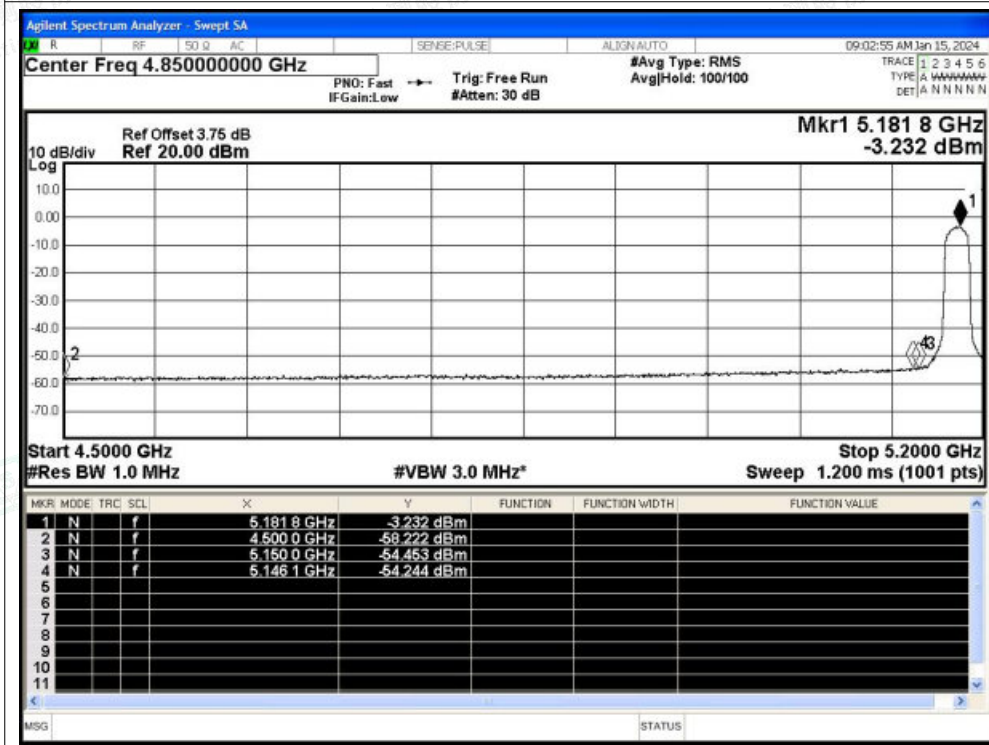 Agilent Spectrum Analyzer - Swept SA
R RF 50 Ω AC SENSE:PULSE ALIGN AUTO 09:02:55 AM Jan 15, 2024
Center Freq 4.850000000 GHz #Avg Type: RMS TRACE 1 2 3 4 5 6
PNO: Fast Trig: Free Run Avg|Hold: 100/100 TYPE A WWWWW
IFGain:Low #Atten: 30 dB DET A N N N N N
Mkr1 5.181 8 GHz
Ref Offset 3.75 dB
10 dB/div Ref 20.00 dBm -3.232 dBm
Log
10.0
1
0.00
-10.0
-20.0
-30.0
-40.0
43
-50.0 2
-60.0
-70.0
Start 4.5000 GHz Stop 5.2000 GHz
#Res BW 1.0 MHz #VBW 3.0 MHz* Sweep 1.200 ms (1001 pts)
MKR MODE TRC SCL X Y FUNCTION FUNCTION WIDTH FUNCTION VALUE
1 N f 5.181 8 GHz -3.232 dBm
2 N f 4.500 0 GHz -58.222 dBm
3 N f 5.150 0 GHz -54.453 dBm
4 N f 5.146 1 GHz -54.244 dBm
5
6
7
8
9
10
11
MSG STATUS